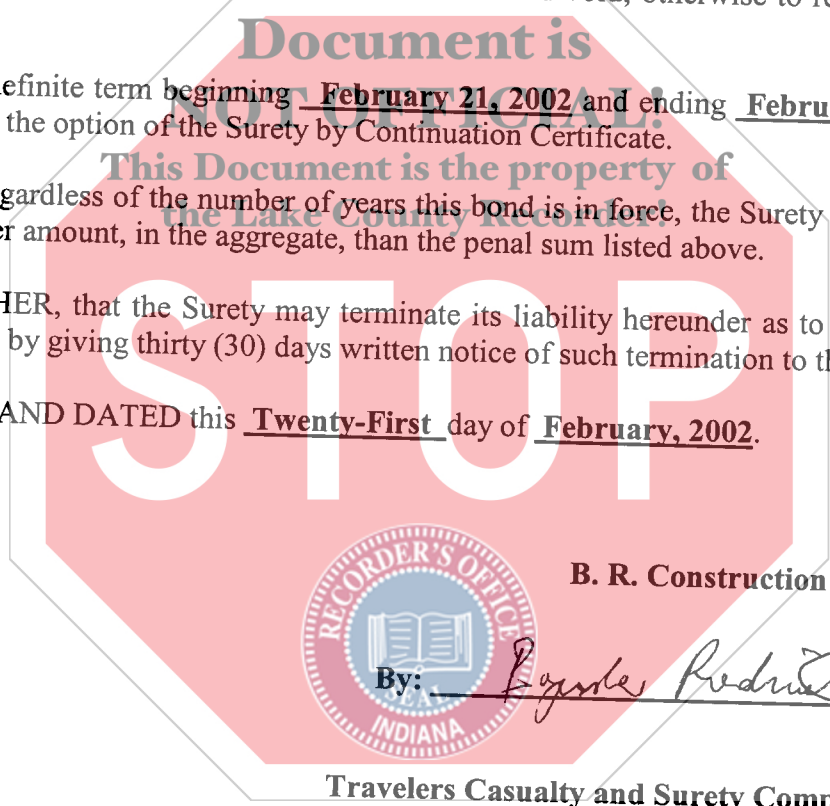 Document is
efinite term beginning February 21, 2002 and ending Febru
NOT OFFICIAL!
the option of the Surety by Continuation Certificate.
This Document is the property of
gardless of the number of years this bond is in force, the Surety
the Lake County Recorder!
r amount, in the aggregate, than the penal sum listed above.
HER, that the Surety may terminate its liability hereunder as to
by giving thirty (30) days written notice of such termination to th
STOP
AND DATED this Twenty-First day of February, 2002.
RECORDER'S OFFICE
B. R. Construction
By:
SEAL
INDIANA
Travelers Casualty and Surety Comp